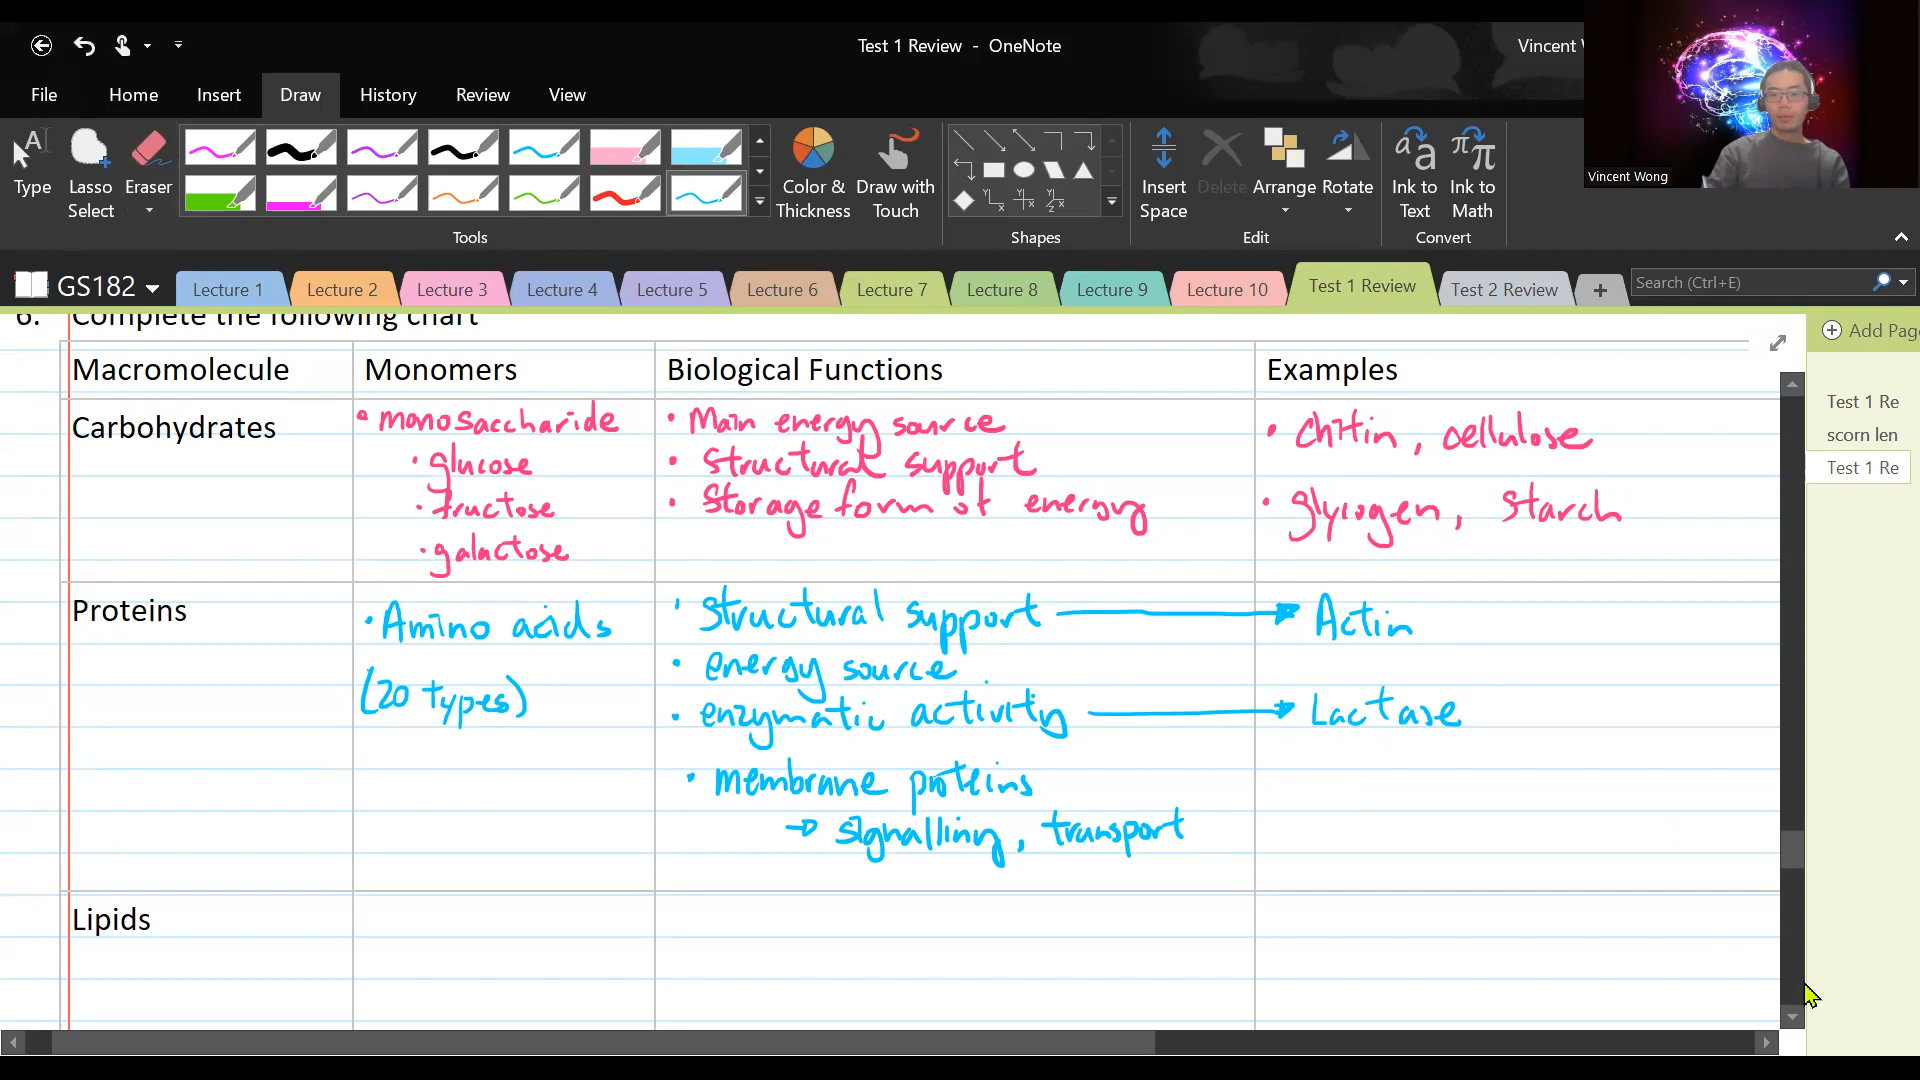 Test 1 Review - OneNote
Vincent W
Vincent Wong
File Home Insert Draw History Review View
Type
Lasso Select
Eraser
Color & Thickness
Draw with Touch
Insert Space
Delete
Arrange
Rotate
Ink to Text
Ink to Math
Tools
Shapes
Edit
Convert
GS182
Lecture 1 Lecture 2 Lecture 3 Lecture 4 Lecture 5 Lecture 6 Lecture 7 Lecture 8 Lecture 9 Lecture 10 Test 1 Review Test 2 Review
Search (Ctrl+E)
Add Pag
Test 1 Re
scorn len
Test 1 Re
6. Complete the following chart
Macromolecule Monomers Biological Functions Examples
Carbohydrates
• monosaccharide
• glucose
• fructose
• galactose
• Main energy source
• Structural support
• Storage form of energy
• chitin, cellulose
• glycogen, starch
Proteins
• Amino acids
(20 types)
• Structural support → Actin
• energy source
• enzymatic activity → Lactase
• membrane proteins
→ signalling, transport
Lipids